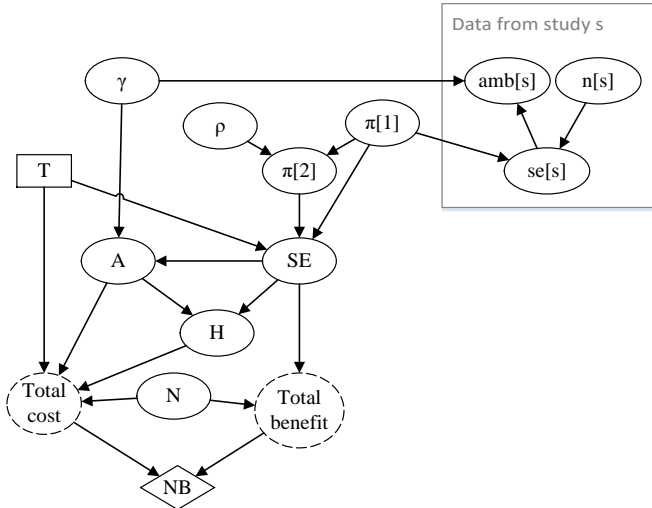 Data from study s
γ
amb[s]
n[s]
ρ
π[1]
π[2]
se[s]
T
A
SE
H
Total
cost
N
Total
benefit
NB